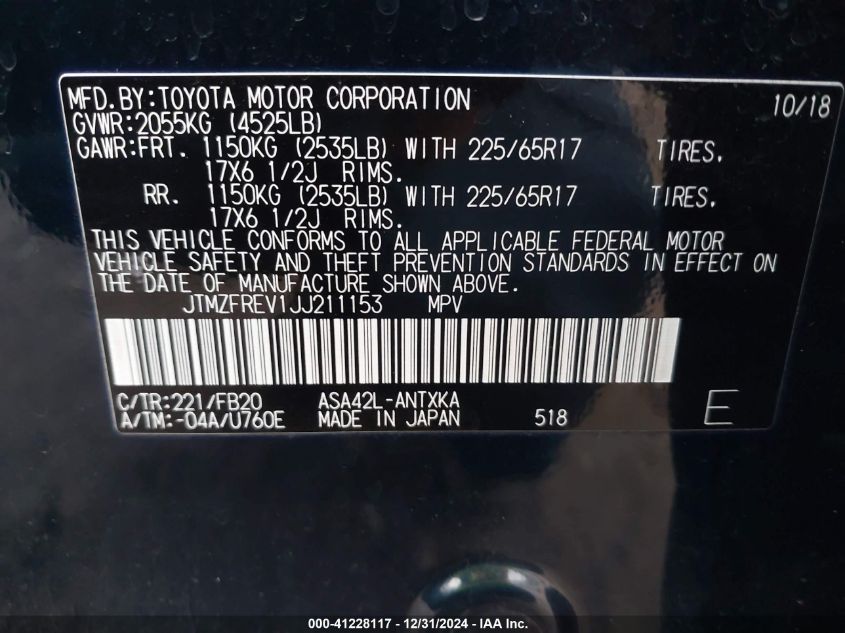 MFD.BY:TOYOTA MOTOR CORPORATION 10/18
GVWR:2055KG (4525LB)
GAWR:FRT. 1150KG (2535LB) WITH 225/65R17 TIRES,
17X6 1/2J RIMS.
RR. 1150KG (2535LB) WITH 225/65R17 TIRES,
17X6 1/2J RIMS.
THIS VEHICLE CONFORMS TO ALL APPLICABLE FEDERAL MOTOR
VEHICLE SAFETY AND THEFT PREVENTION STANDARDS IN EFFECT ON
THE DATE OF MANUFACTURE SHOWN ABOVE.
JTMZFREV1JJ211153 MPV
C/TR:221/FB20 ASA42L-ANTXKA
A/TM:-04A/U760E MADE IN JAPAN 518 E
000-41228117 - 12/31/2024 - IAA Inc.